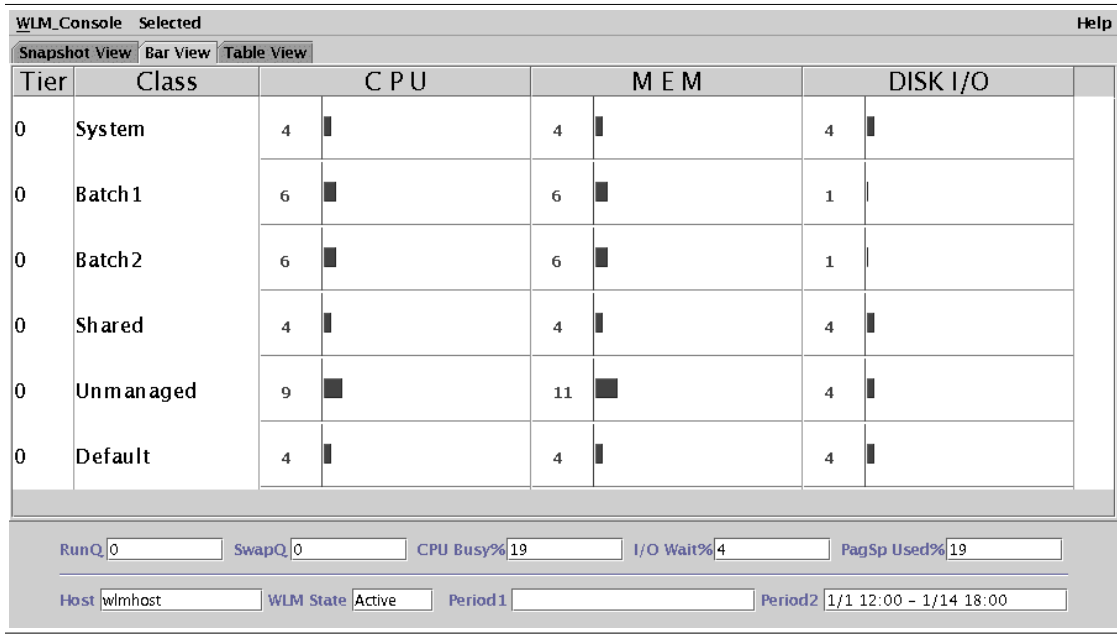 WLM_Console Selected Help
Snapshot View Bar View Table View
Tier Class CPU MEM DISK I/O
0 System 4 4 4
0 Batch1 6 6 1
0 Batch2 6 6 1
0 Shared 4 4 4
0 Unmanaged 9 11 4
0 Default 4 4 4
RunQ 0 SwapQ 0 CPU Busy% 19 I/O Wait% 4 PagSp Used% 19
Host wlmhost WLM State Active Period1 Period2 1/1 12:00 - 1/14 18:00